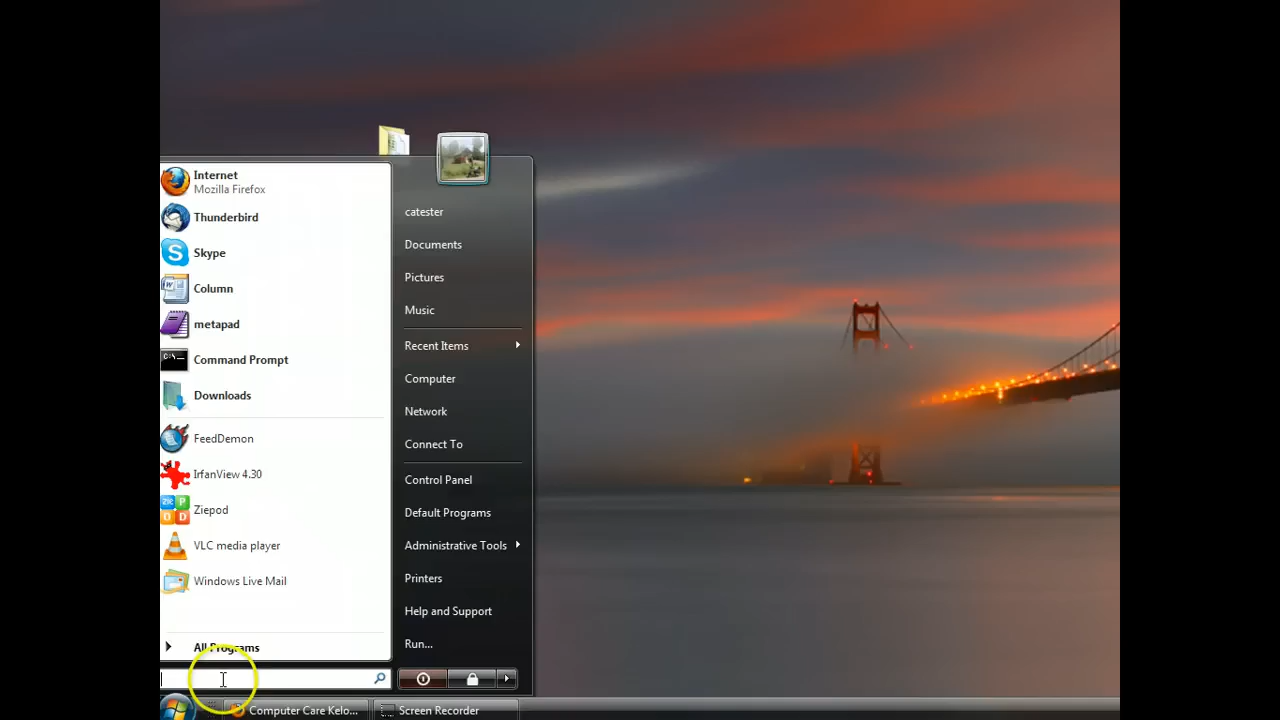 Internet
Mozilla Firefox
Thunderbird
Skype
Column
metapad
Command Prompt
Downloads
FeedDemon
IrfanView 4.30
Ziepod
VLC media player
Windows Live Mail
All Programs
catester
Documents
Pictures
Music
Recent Items
Computer
Network
Connect To
Control Panel
Default Programs
Administrative Tools
Printers
Help and Support
Run...
Computer Care Kelo...
Screen Recorder